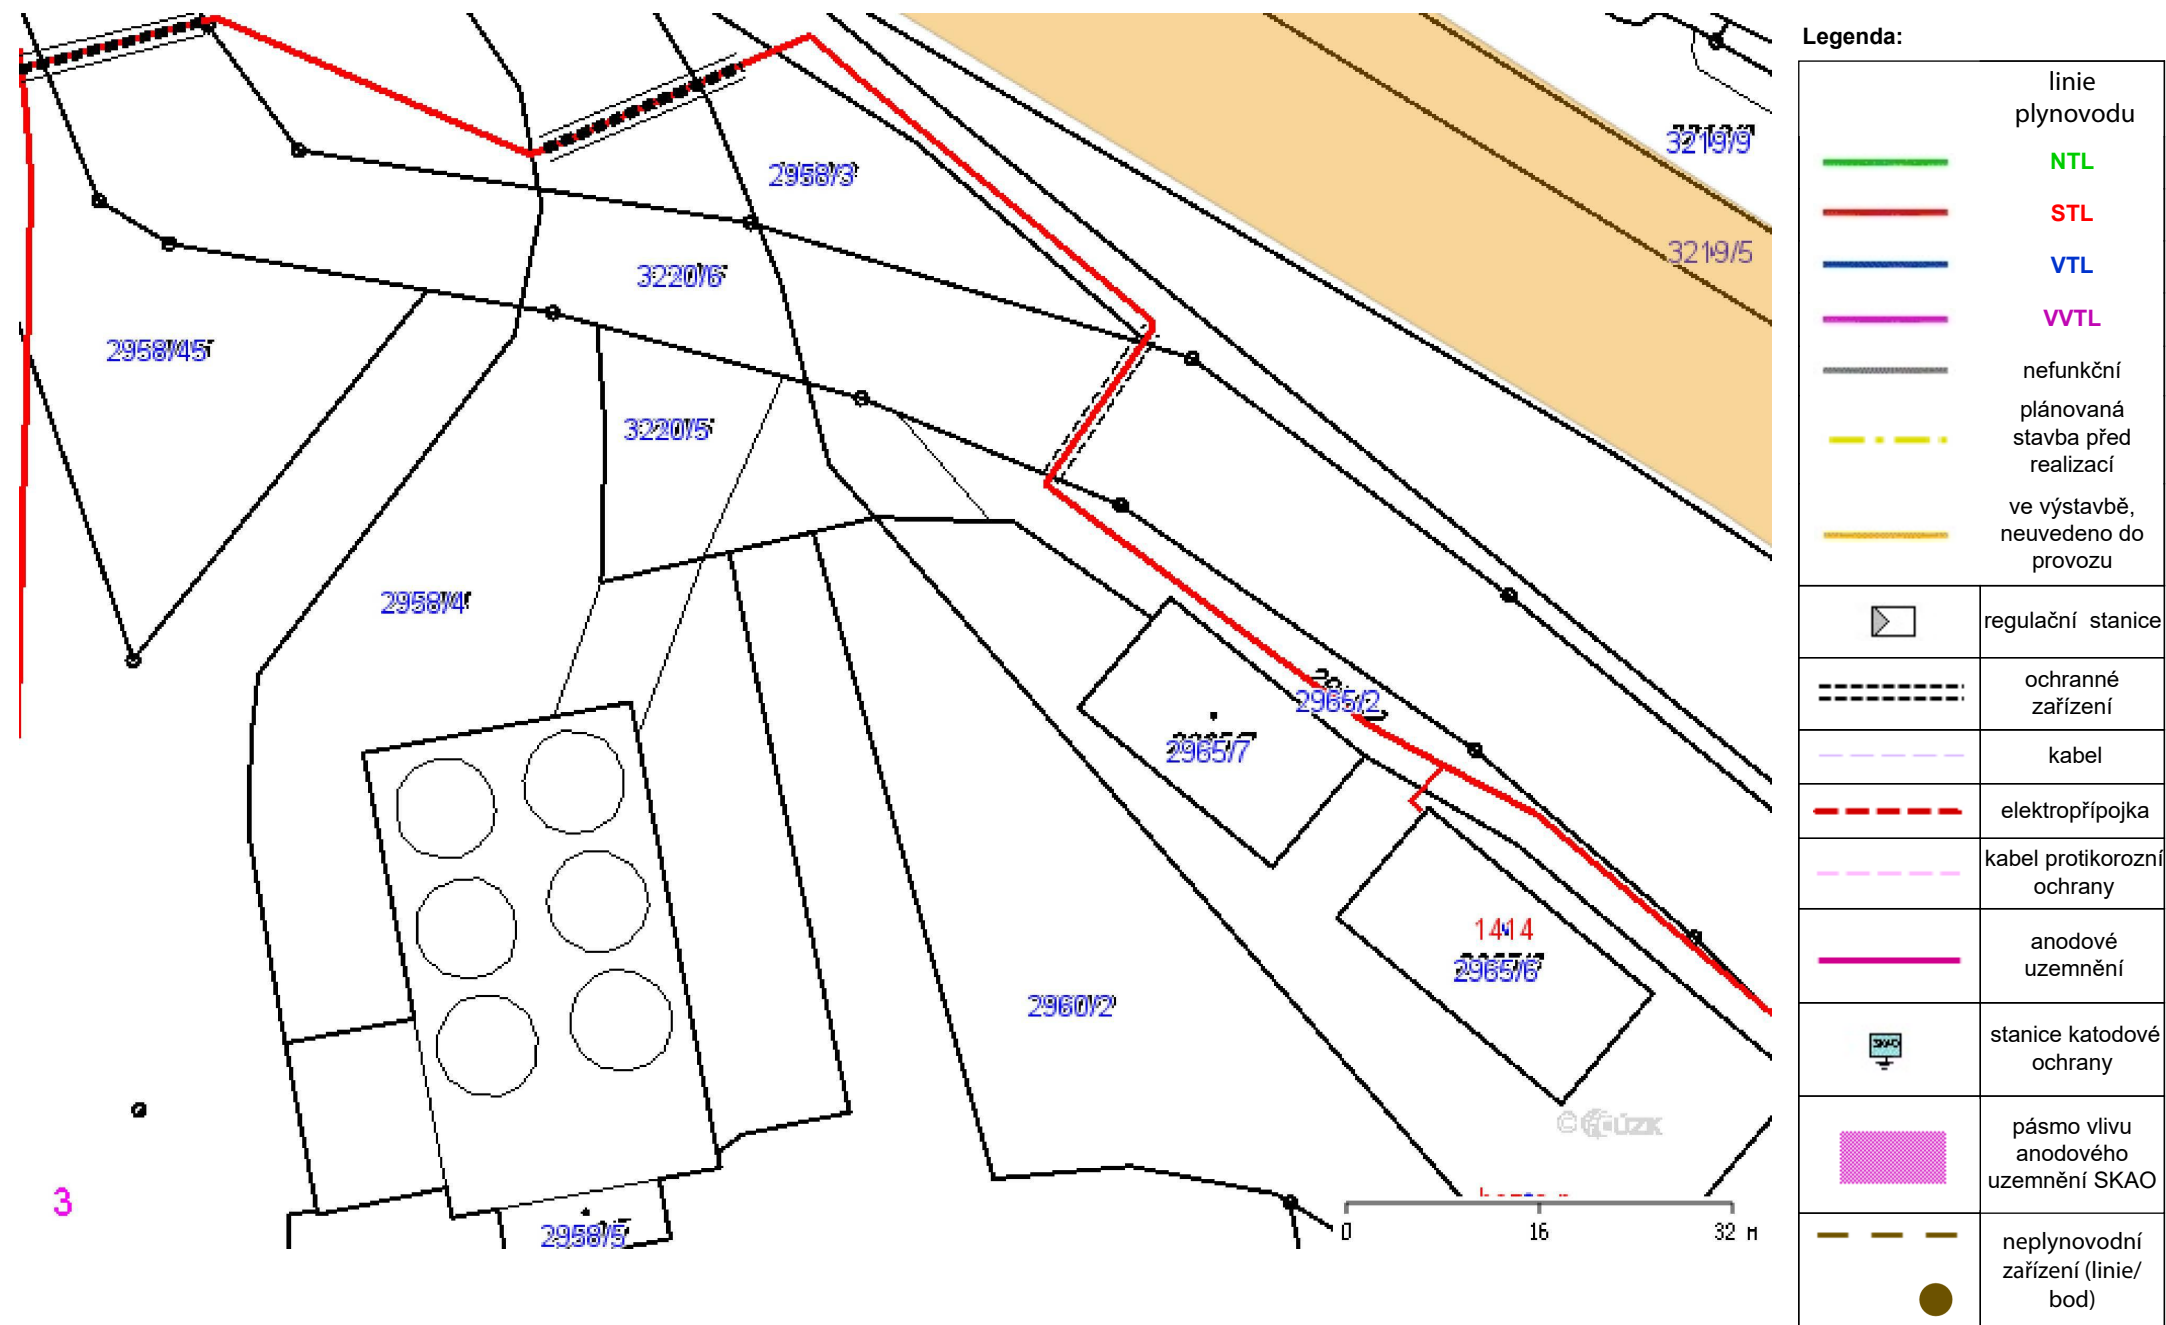 Legenda:
linie
plynovodu
NTL
STL
VTL
VVTL
nefunkční
plánovaná
stavba před
realizací
ve výstavbě,
neuvedeno do
provozu
regulační stanice
ochranné
zařízení
kabel
elektropřípojka
kabel protikorozní
ochrany
anodové
uzemnění
SKAO
stanice katodové
ochrany
pásmo vlivu
anodového
uzemnění SKAO
neplynovodní
zařízení (linie/
bod)
3219/9
2958/3
3219/5
3220/6
2958/45
3220/5
2958/4
2965/2
2965/7
1414
2965/6
2960/2
© ČÚZK
3
2958/5
0 16 32 M